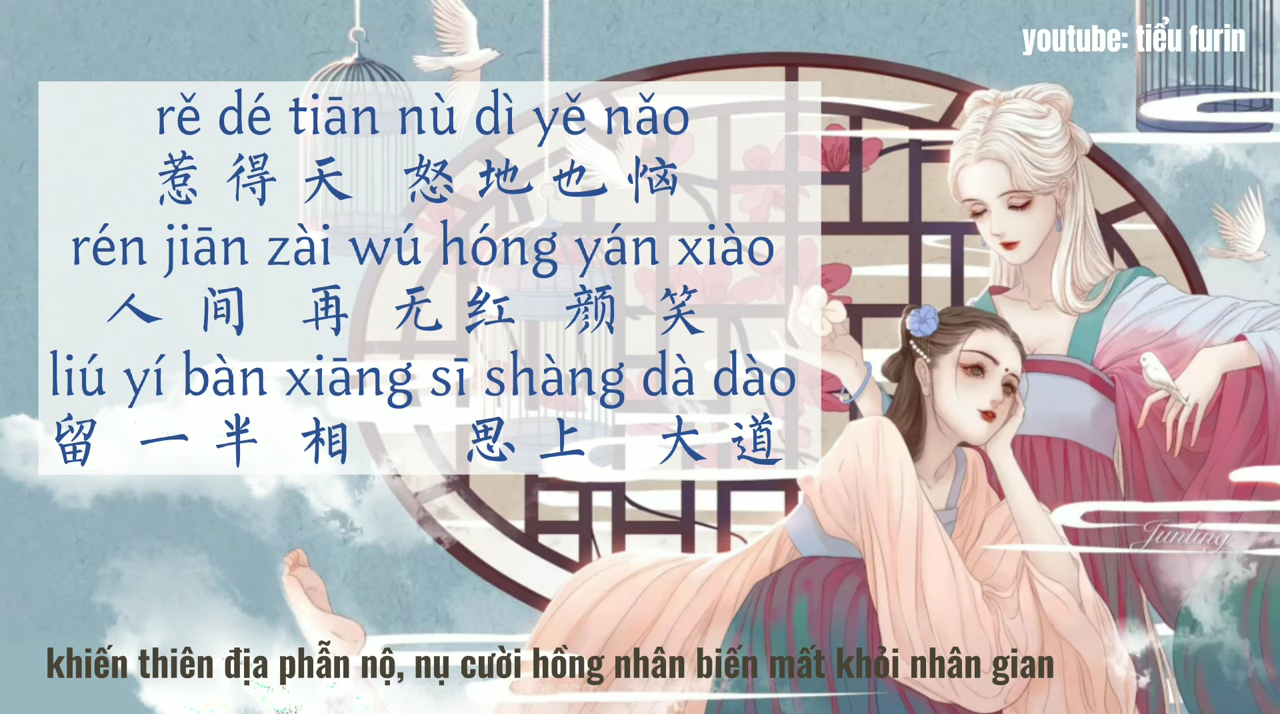 youtube: tiểu furin
rě dé tiān nù dì yě nǎo
惹得天 怒地也恼
rén jiān zài wú hóng yán xiào
人间 再无红颜笑
liú yí bàn xiāng sī shàng dà dào
留一半相 思上 大道
Junling
khiến thiên địa phẫn nộ, nụ cười hồng nhân biến mất khỏi nhân gian